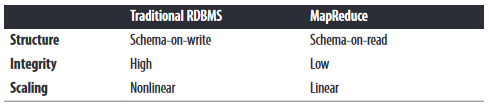 Traditional RDBMS MapReduce
Structure Schema-on-write Schema-on-read
Integrity High Low
Scaling Nonlinear Linear